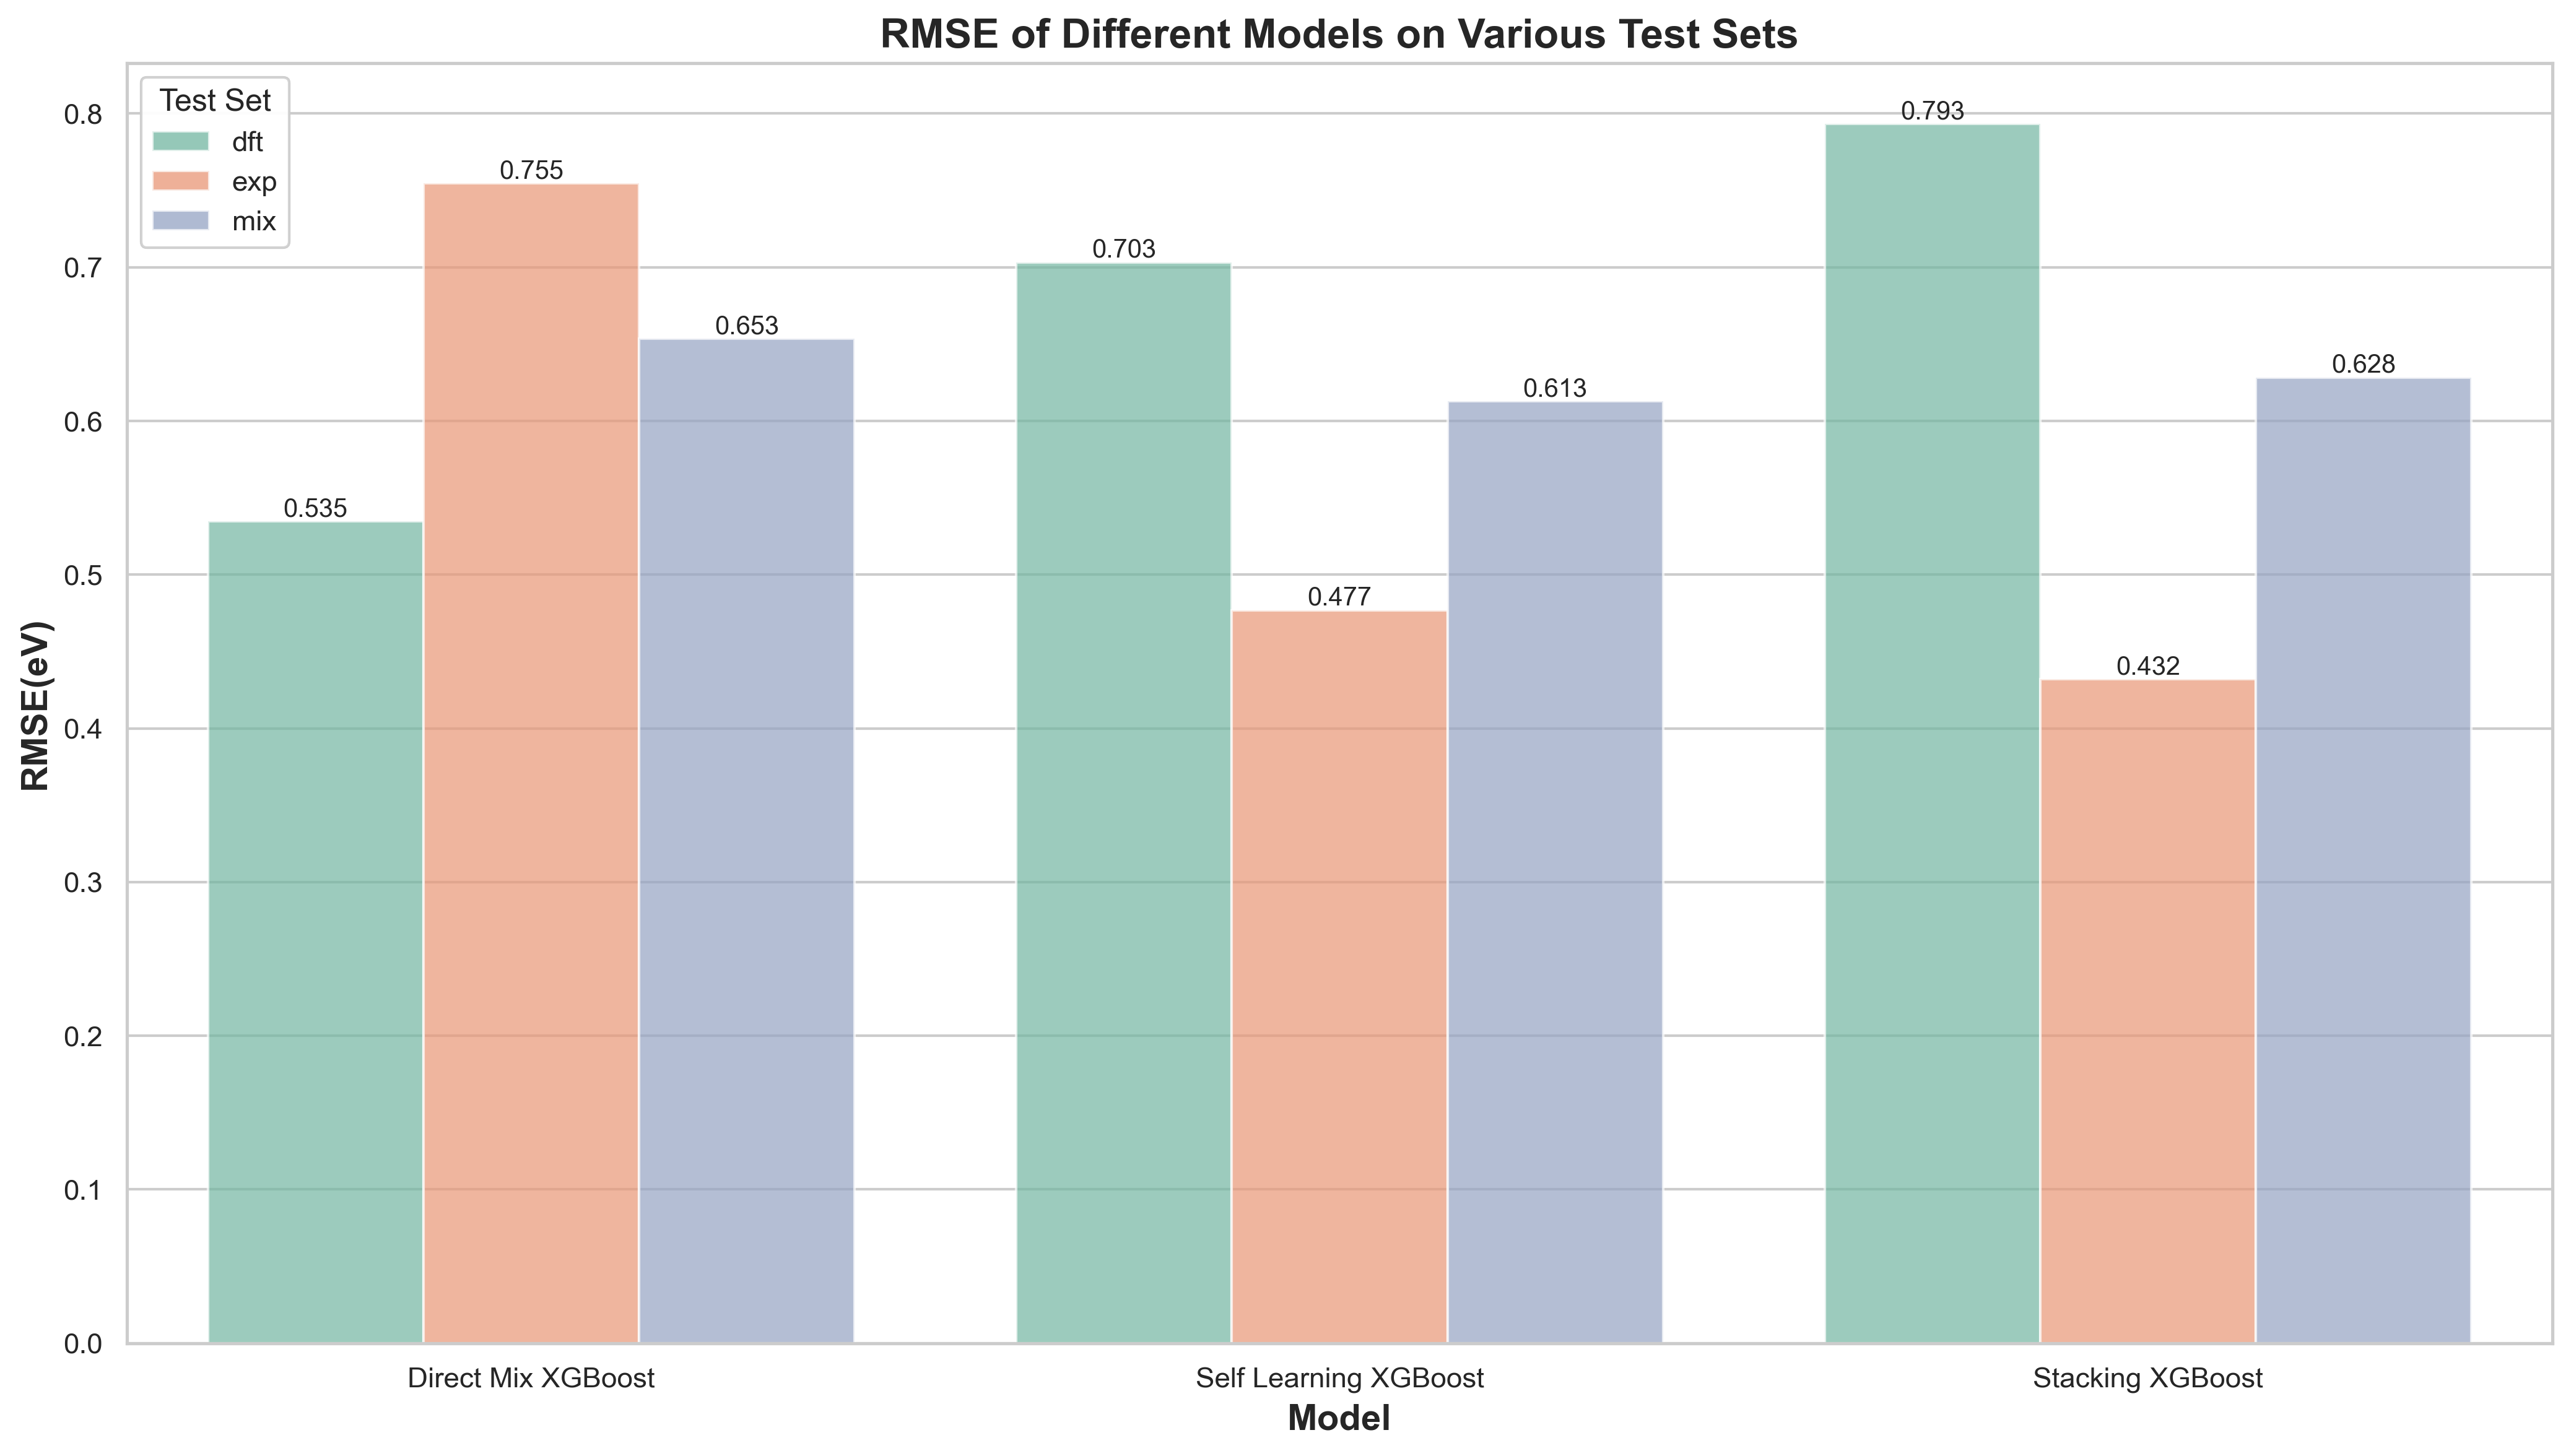 RMSE of Different Models on Various Test Sets
Test Set
dft
exp
mix
RMSE(eV)
0.8
0.7
0.6
0.5
0.4
0.3
0.2
0.1
0.0
0.535
0.755
0.653
0.703
0.477
0.613
0.793
0.432
0.628
Direct Mix XGBoost
Self Learning XGBoost
Stacking XGBoost
Model